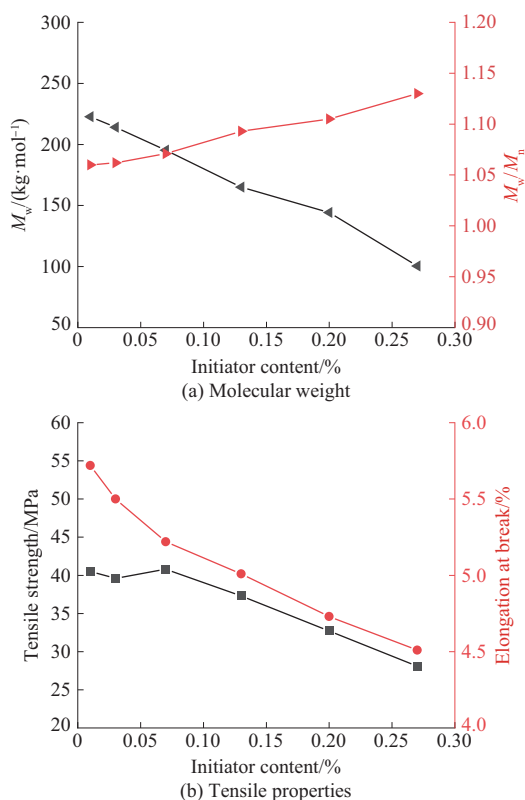 300
250
200
150
100
50
M_w/(kg·mol⁻¹)
1.20
1.15
1.10
1.05
1.00
0.95
0.90
M_w/M_n
0 0.05 0.10 0.15 0.20 0.25 0.30
Initiator content/%
(a) Molecular weight
60
55
50
45
40
35
30
25
20
Tensile strength/MPa
6.0
5.5
5.0
4.5
4.0
Elongation at break/%
0 0.05 0.10 0.15 0.20 0.25 0.30
Initiator content/%
(b) Tensile properties